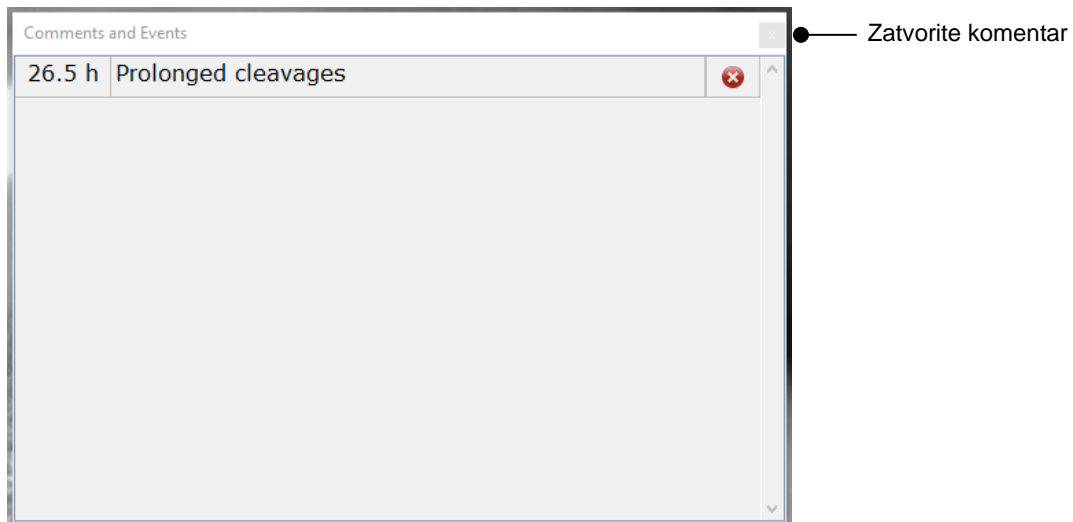 Comments and Events
Zatvorite komentar
26.5 h Prolonged cleavages